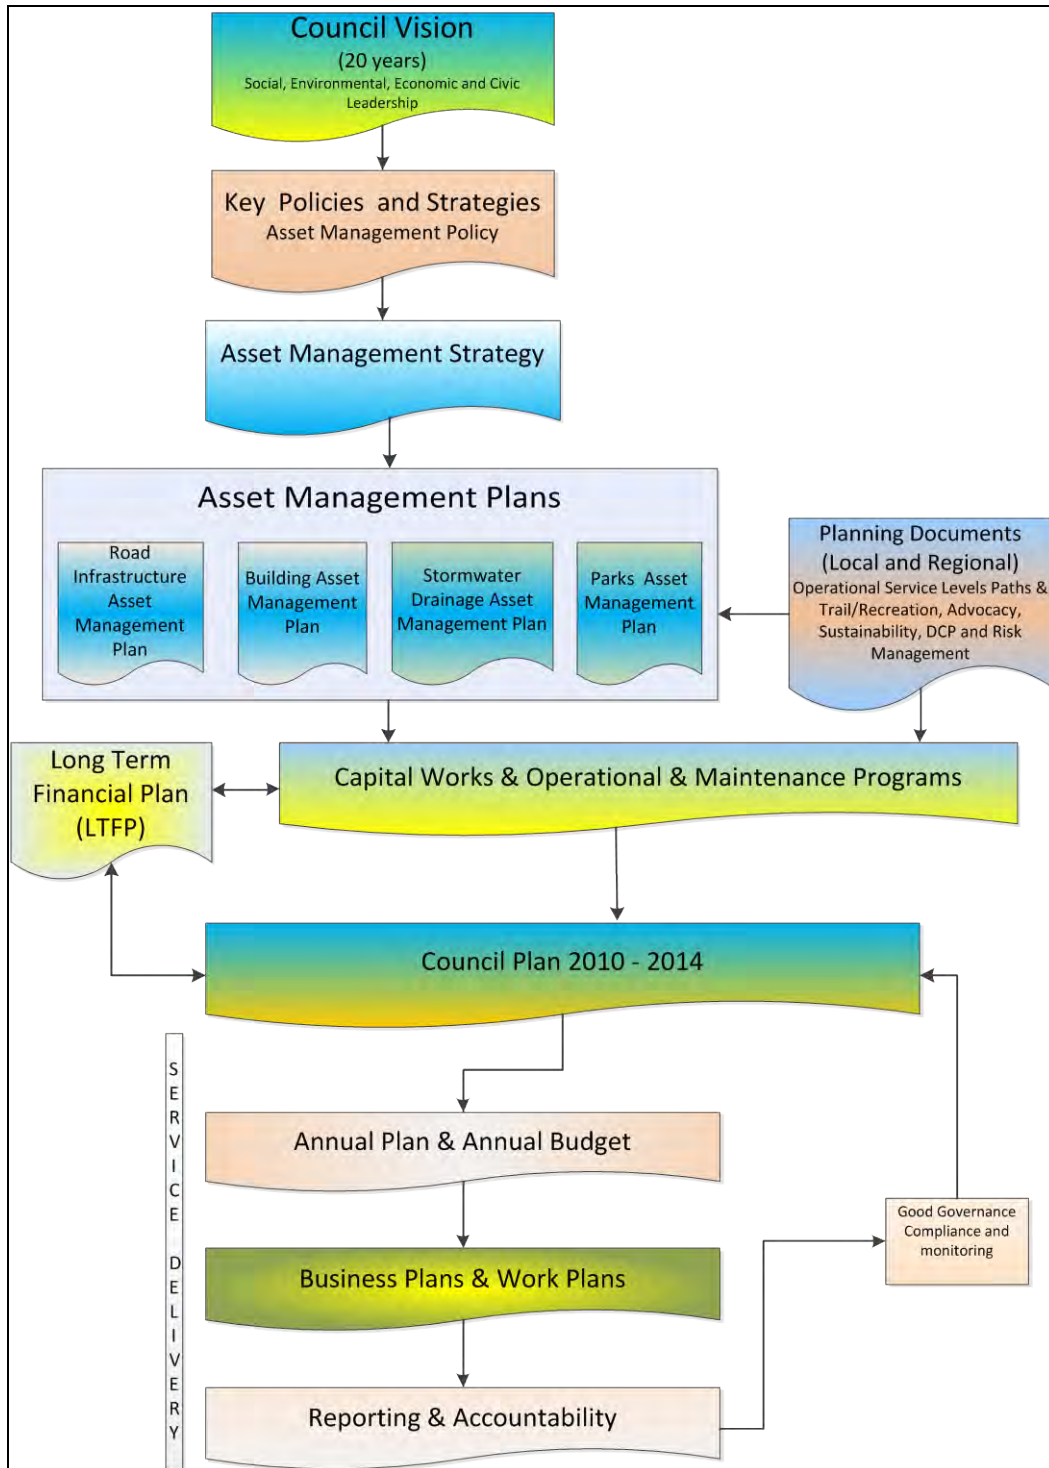 Council Vision
(20 years)
Social, Environmental, Economic and Civic
Leadership
Key Policies and Strategies
Asset Management Policy
Asset Management Strategy
Asset Management Plans
Road
Infrastructure
Asset
Management
Plan
Building Asset
Management
Plan
Stormwater
Drainage Asset
Management Plan
Parks Asset
Management
Plan
Planning Documents
(Local and Regional)
Operational Service Levels Paths &
Trail/Recreation, Advocacy,
Sustainability, DCP and Risk
Management
Long Term
Financial Plan
(LTFP)
Capital Works & Operational & Maintenance Programs
Council Plan 2010 - 2014
SERVICE DELIVERY
Annual Plan & Annual Budget
Good Governance
Compliance and
monitoring
Business Plans & Work Plans
Reporting & Accountability